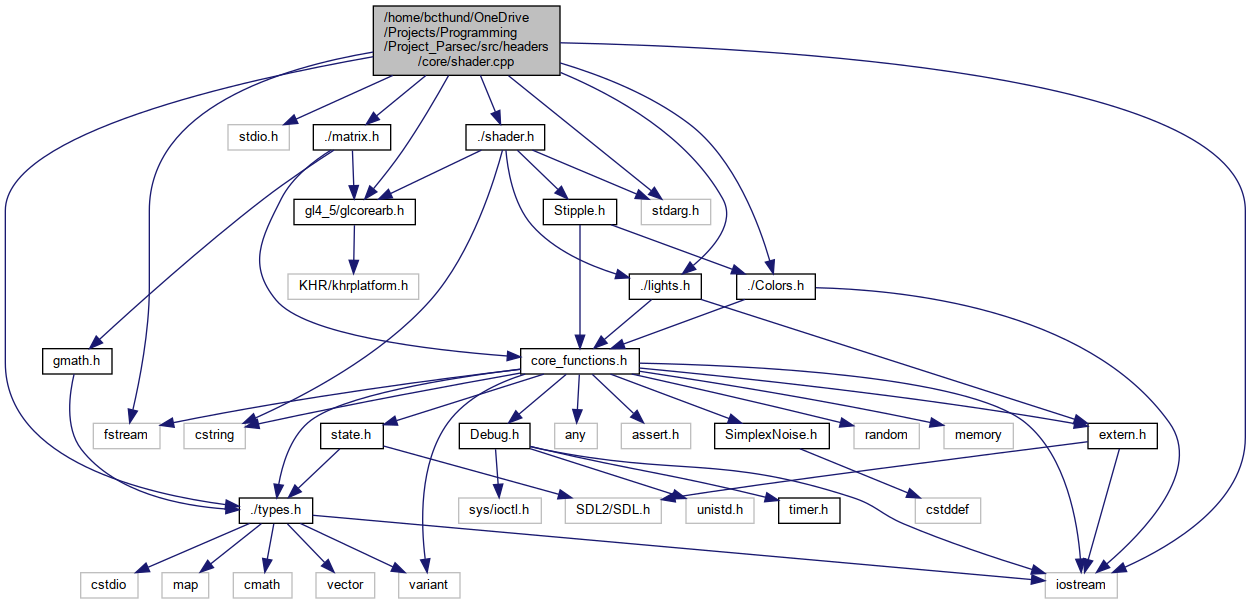 /home/bcthund/OneDrive
/Projects/Programming
/Project_Parsec/src/headers
/core/shader.cpp
stdio.h
./matrix.h
./shader.h
gl4_5/glcorearb.h
Stipple.h
stdarg.h
KHR/khrplatform.h
./lights.h
./Colors.h
gmath.h
core_functions.h
fstream
cstring
state.h
Debug.h
any
assert.h
SimplexNoise.h
random
memory
extern.h
./types.h
sys/ioctl.h
SDL2/SDL.h
unistd.h
timer.h
cstddef
cstdio
map
cmath
vector
variant
iostream